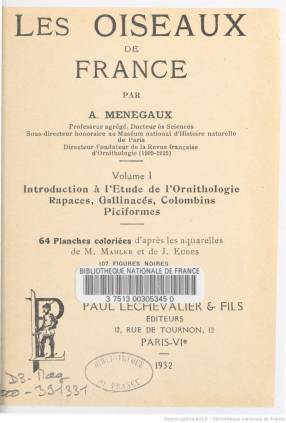 LES OISEAUX
DE
FRANCE
PAR
A. MENEGAUX
Professeur agrégé, Docteur ès Sciences
Sous-directeur honoraire au Muséum national d'Histoire naturelle
de Paris
Directeur-Fondateur de la Revue française
d'Ornithologie (1909-1925)
Volume I
Introduction à l'Etude de l'Ornithologie
Rapaces, Gallinacés, Colombins
Piciformes
64 Planches coloriées d'après les aquarelles
de M. MAHLER et de J. EUDES
107 FIGURES NOIRES
BIBLIOTHÈQUE NATIONALE DE FRANCE
3 7513 00305345 0
PAUL LECHEVALIER & FILS
ÉDITEURS
12, RUE DE TOURNON, 12
PARIS-VIe
1932
BIBLIOTHÈQUE
DE FRANCE
Source gallica.bnf.fr / Bibliothèque nationale de France